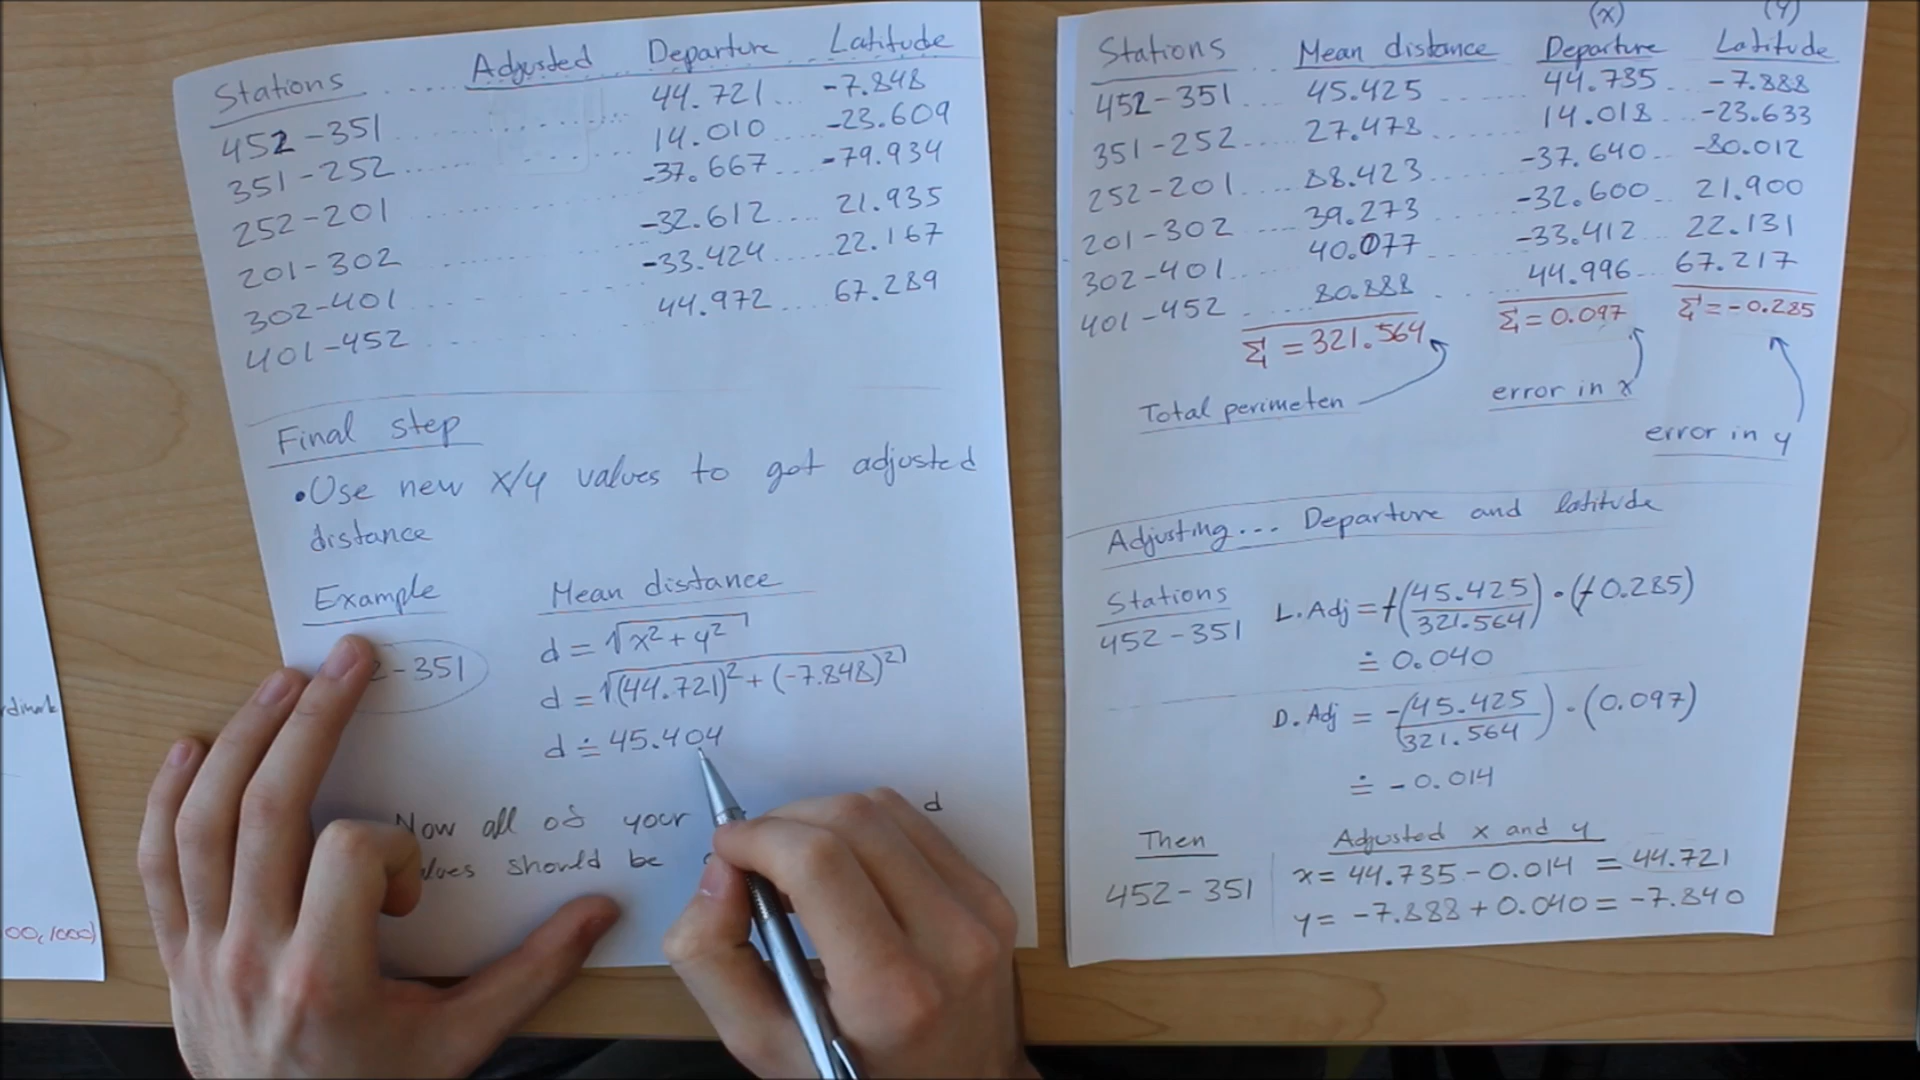 Stations Adjusted Departure Latitude
452-351 44.721 -7.848
351-252 14.010 -23.609
252-201 -37.667 -79.934
201-302 -32.612 21.935
302-401 -33.424 22.167
401-452 44.972 67.289
Final step
•Use new x/y values to get adjusted
distance
Example Mean distance
d = √x²+y²
2-351 d = √(44.721)²+(-7.848)²
d ≐ 45.404
Now all of your d
should be
00,1000)
(x) (y)
Stations Mean distance Departure Latitude
452-351 45.425 44.735 -7.888
351-252 27.478 14.018 -23.633
252-201 88.423 -37.640 -80.012
201-302 39.273 -32.600 21.900
302-401 40.077 -33.412 22.131
401-452 80.888 44.996 67.217
Σ = 321.564 Σ = 0.097 Σ = -0.285
Total perimeten error in x
error in y
Adjusting... Departure and latitude
Stations L.Adj = +(45.425/321.564)·(+0.285)
452-351
≐ 0.040
D.Adj = -(45.425/321.564)·(0.097)
≐ -0.014
Then Adjusted x and y
452-351 x= 44.735-0.014 = 44.721
y= -7.888+0.040= -7.840